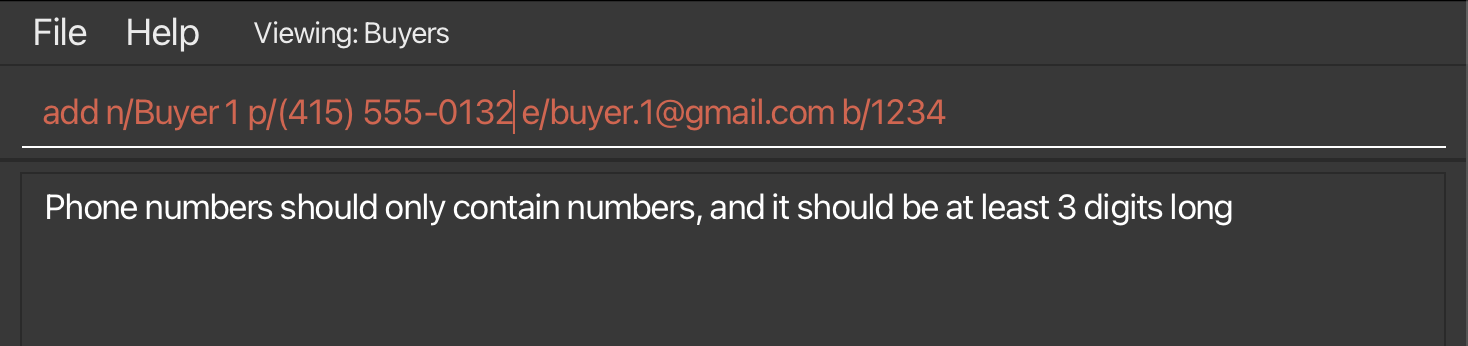 File Help Viewing: Buyers
add n/Buyer 1 p/(415) 555-0132 e/buyer.1@gmail.com b/1234
Phone numbers should only contain numbers, and it should be at least 3 digits long